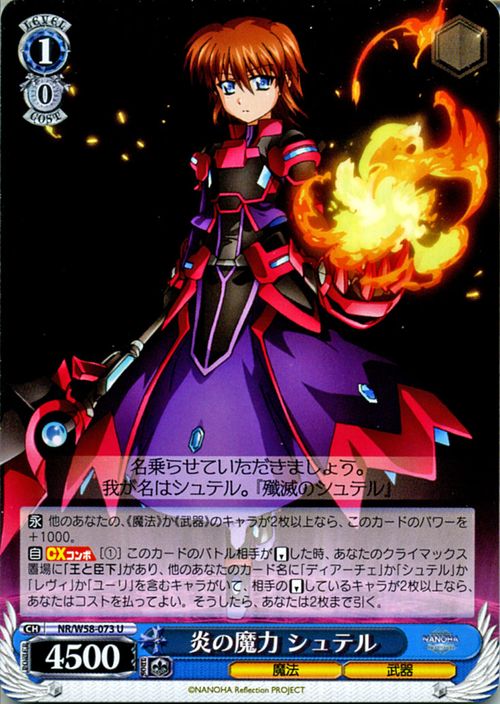 LEVEL
1
0
COST
名乗らせていただきましょう。
我が名はシュテル。『殲滅のシュテル』
永 他のあなたの、《魔法》か《武器》のキャラが2枚以上なら、このカードのパワーを
+1000。
自 CXコンボ [①] このカードのバトル相手が した時、あなたのクライマックス
置場に「王と臣下」があり、他のあなたのカード名に「ディアーチェ」か「シュテル」か
「レヴィ」か「ユーリ」を含むキャラがいて、相手の しているキャラが2枚以上なら、
あなたはコストを払ってよい。そうしたら、あなたは2枚まで引く。
CH NR/W58-073 U
POWER 4500 SOUL 炎の魔力 シュテル NANOHA
魔法 武器
©NANOHA Reflection PROJECT